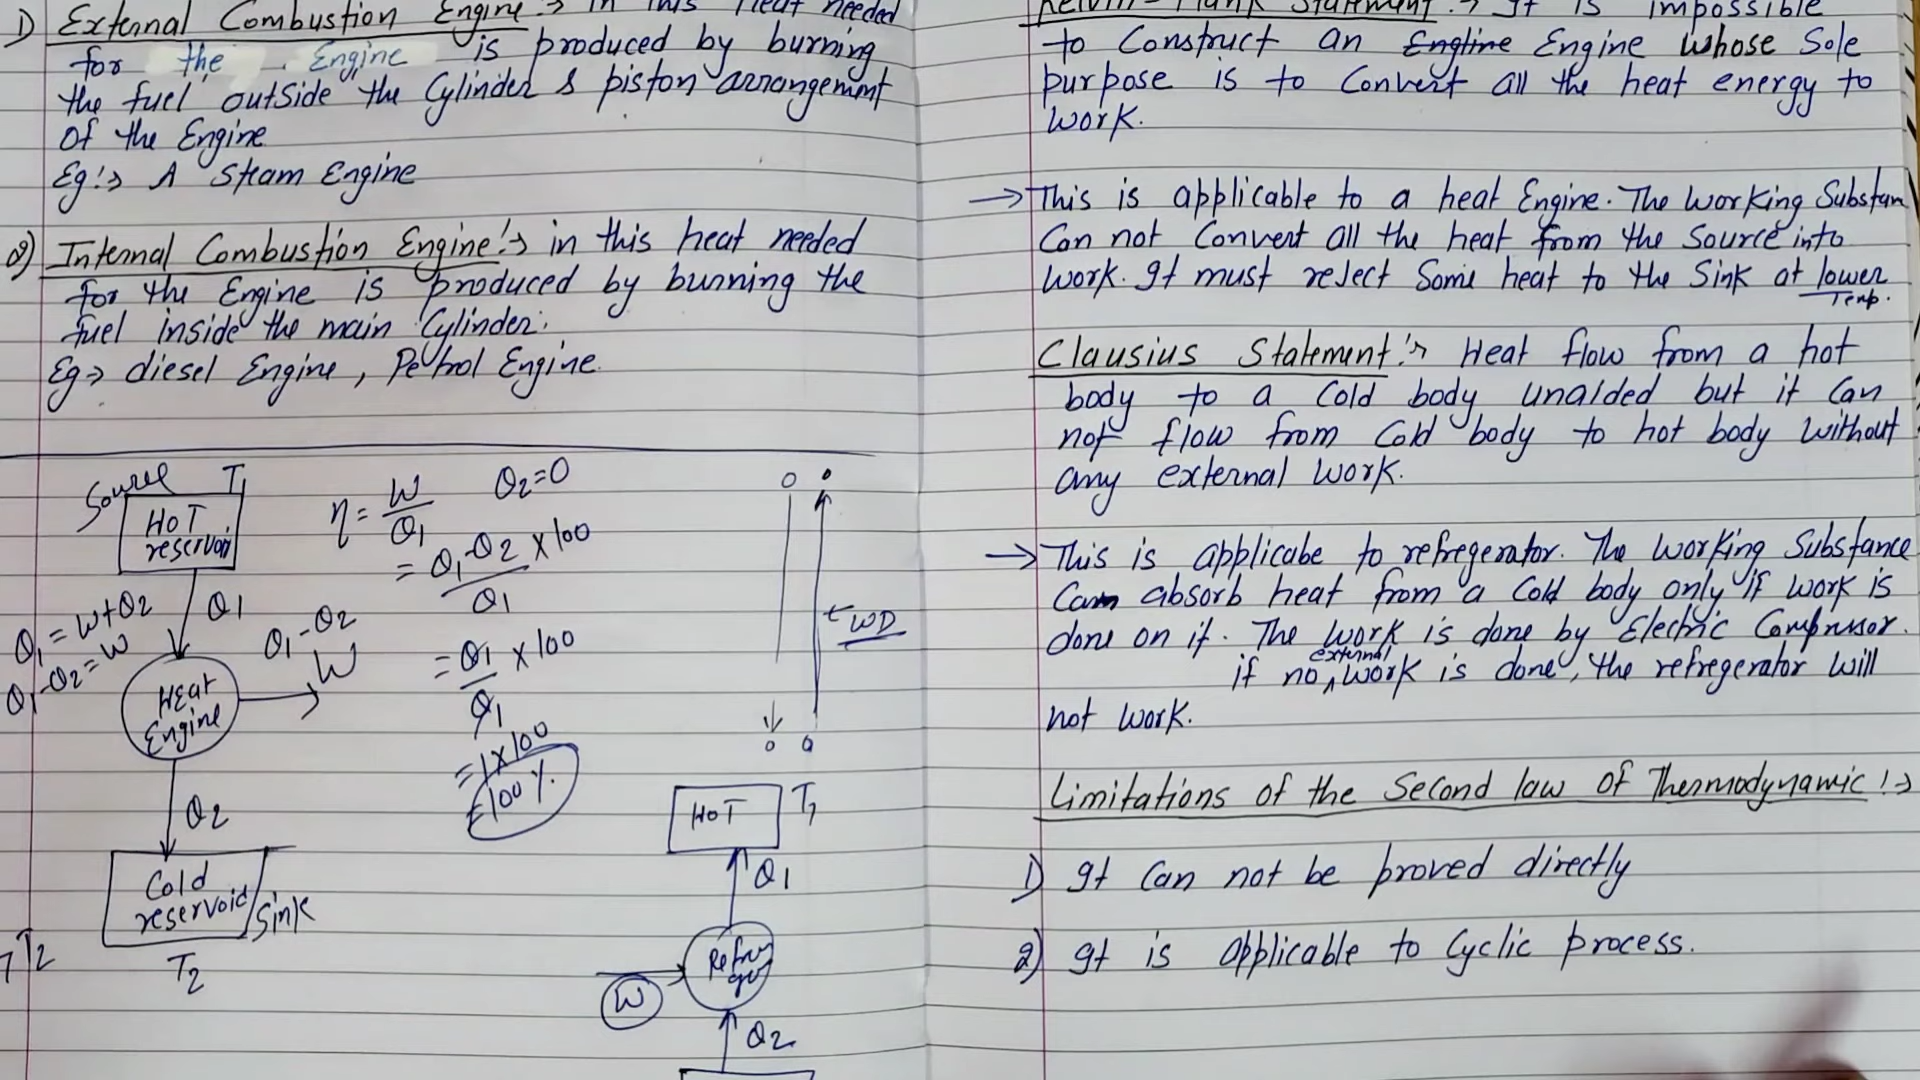 1) External Combustion Engine :→ in this heat needed
for the Engine is produced by burning
the fuel outside the Cylinder & piston arrangement
of the Engine
Eg :→ A Steam Engine
2) Internal Combustion Engine :→ in this heat needed
for the Engine is produced by burning the
fuel inside the main Cylinder.
Eg → diesel Engine, Petrol Engine.
Source T1
HOT
reservoir
Q1 = W+Q2
Q1-Q2 = W
Q1
Q1-Q2
W
HEat
Engine
Q2
Cold
reservoid
Sink
T2
T2
η = W/Q1
Q2=0
= Q1-Q2/Q1 x100
= Q1/Q1 x100
= 1x100
= 100%
← WD
HOT T1
Q1
W
Q2
Kelvin-Plank Statement :→ It is impossible
to Construct an Engtine Engine whose Sole
purpose is to Convert all the heat energy to
work.
→ This is applicable to a heat Engine. The Working Substan
Can not Convert all the heat from the Source into
work. It must reject Some heat to the Sink at lower
Temp.
Clausius Statement :→ Heat flow from a hot
body to a Cold body unaided but it Can
not flow from Cold body to hot body without
any external work.
→ This is applicabe to refregerator. The working Substance
Can absorb heat from a Cold body only if work is
done on it. The work is done by Electric Compressor.
if no external work is done, the refregerator will
not work.
Limitations of the Second law of Thermodynamic :→
1) It Can not be proved directly
2) It is applicable to Cyclic process.